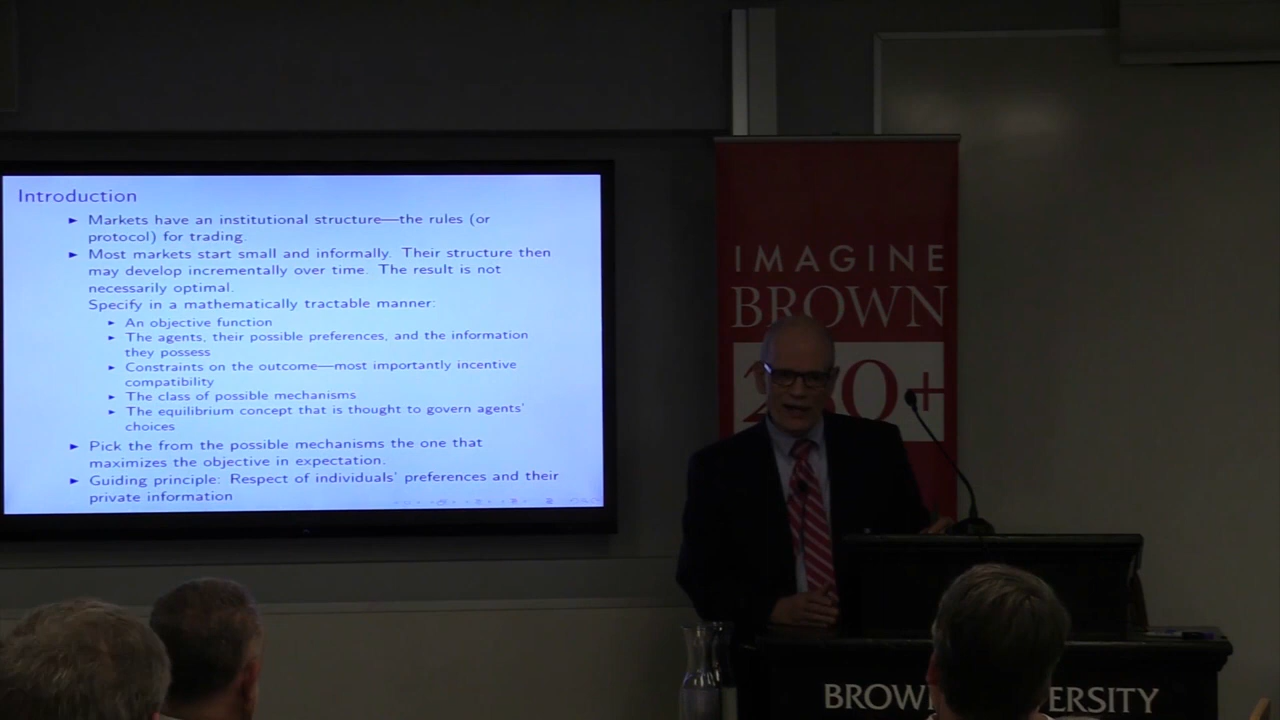 Introduction
► Markets have an institutional structure—the rules (or
protocol) for trading.
► Most markets start small and informally. Their structure then
may develop incrementally over time. The result is not
necessarily optimal.
Specify in a mathematically tractable manner:
► An objective function
► The agents, their possible preferences, and the information
they possess
► Constraints on the outcome—most importantly incentive
compatibility
► The class of possible mechanisms
► The equilibrium concept that is thought to govern agents'
choices
► Pick the from the possible mechanisms the one that
maximizes the objective in expectation.
► Guiding principle: Respect of individuals' preferences and their
private information
IMAGINE
BROWN
BROWN
ERSITY